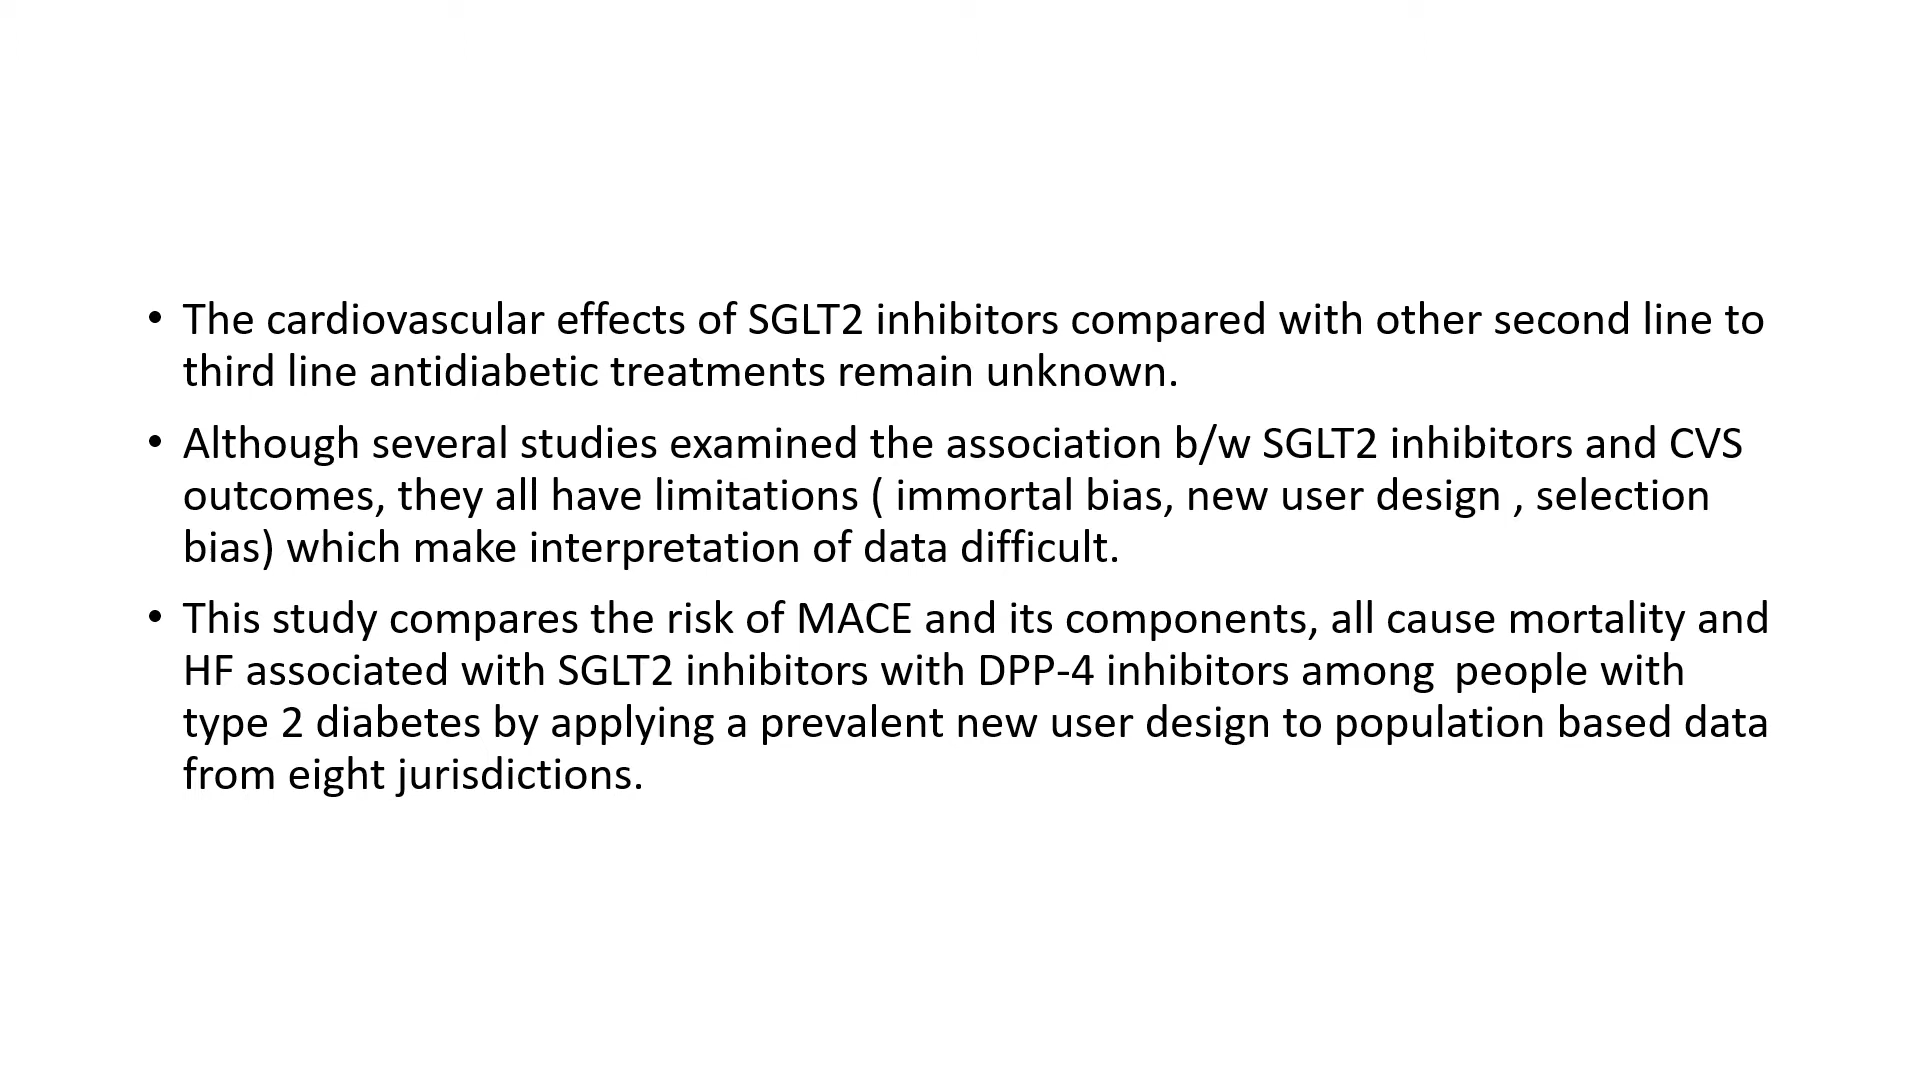 • The cardiovascular effects of SGLT2 inhibitors compared with other second line to
third line antidiabetic treatments remain unknown.
• Although several studies examined the association b/w SGLT2 inhibitors and CVS
outcomes, they all have limitations ( immortal bias, new user design , selection
bias) which make interpretation of data difficult.
• This study compares the risk of MACE and its components, all cause mortality and
HF associated with SGLT2 inhibitors with DPP-4 inhibitors among  people with
type 2 diabetes by applying a prevalent new user design to population based data
from eight jurisdictions.